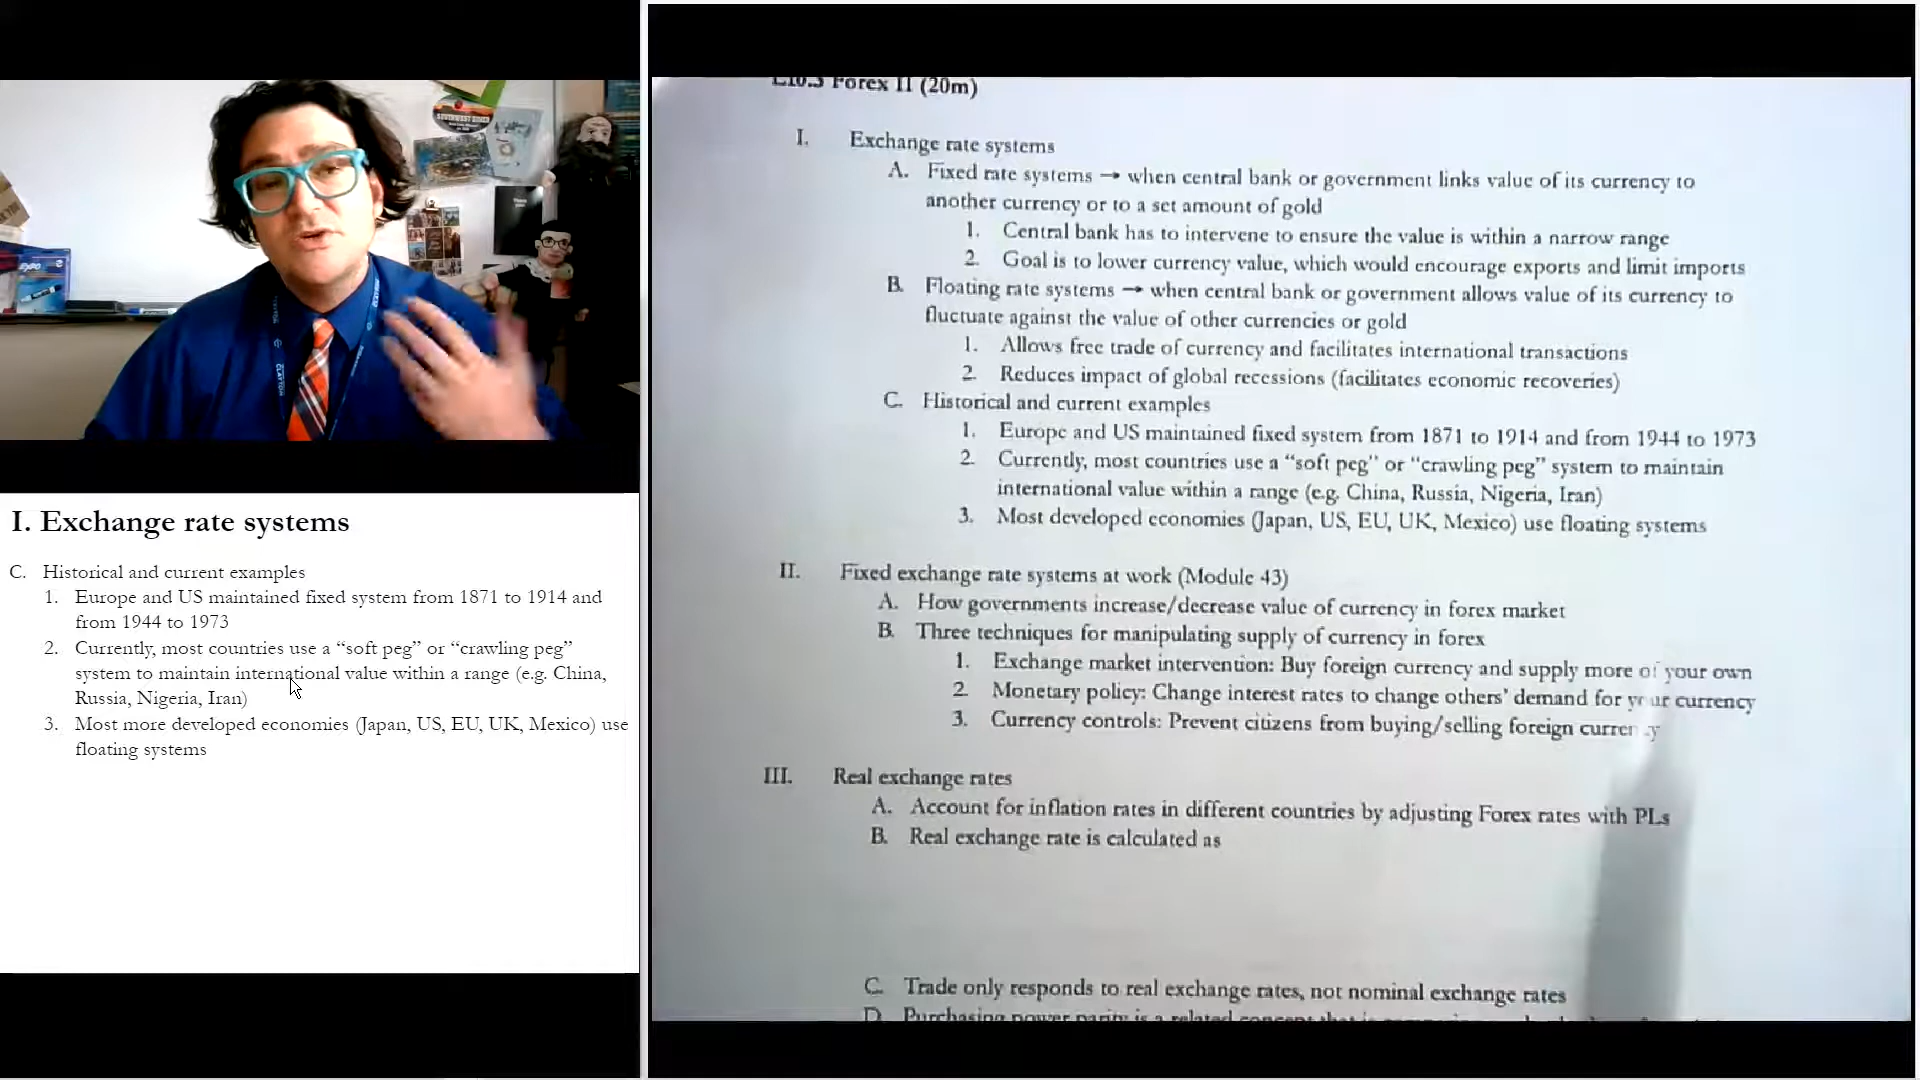 SOUTHWEST DINER
EXPO
CLAYTON
I. Exchange rate systems
C. Historical and current examples
1. Europe and US maintained fixed system from 1871 to 1914 and
from 1944 to 1973
2. Currently, most countries use a “soft peg” or “crawling peg”
system to maintain international value within a range (e.g. China,
Russia, Nigeria, Iran)
3. Most more developed economies (Japan, US, EU, UK, Mexico) use
floating systems
Forex II (20m)
I. Exchange rate systems
A. Fixed rate systems → when central bank or government links value of its currency to
another currency or to a set amount of gold
1. Central bank has to intervene to ensure the value is within a narrow range
2. Goal is to lower currency value, which would encourage exports and limit imports
B. Floating rate systems → when central bank or government allows value of its currency to
fluctuate against the value of other currencies or gold
1. Allows free trade of currency and facilitates international transactions
2. Reduces impact of global recessions (facilitates economic recoveries)
C. Historical and current examples
1. Europe and US maintained fixed system from 1871 to 1914 and from 1944 to 1973
2. Currently, most countries use a “soft peg” or “crawling peg” system to maintain
international value within a range (e.g. China, Russia, Nigeria, Iran)
3. Most developed economies (Japan, US, EU, UK, Mexico) use floating systems
II. Fixed exchange rate systems at work (Module 43)
A. How governments increase/decrease value of currency in forex market
B. Three techniques for manipulating supply of currency in forex
1. Exchange market intervention: Buy foreign currency and supply more of your own
2. Monetary policy: Change interest rates to change others’ demand for your currency
3. Currency controls: Prevent citizens from buying/selling foreign currency
III. Real exchange rates
A. Account for inflation rates in different countries by adjusting Forex rates with PLs
B. Real exchange rate is calculated as
C. Trade only responds to real exchange rates, not nominal exchange rates
D. Purchasing power parity is a related concept that is